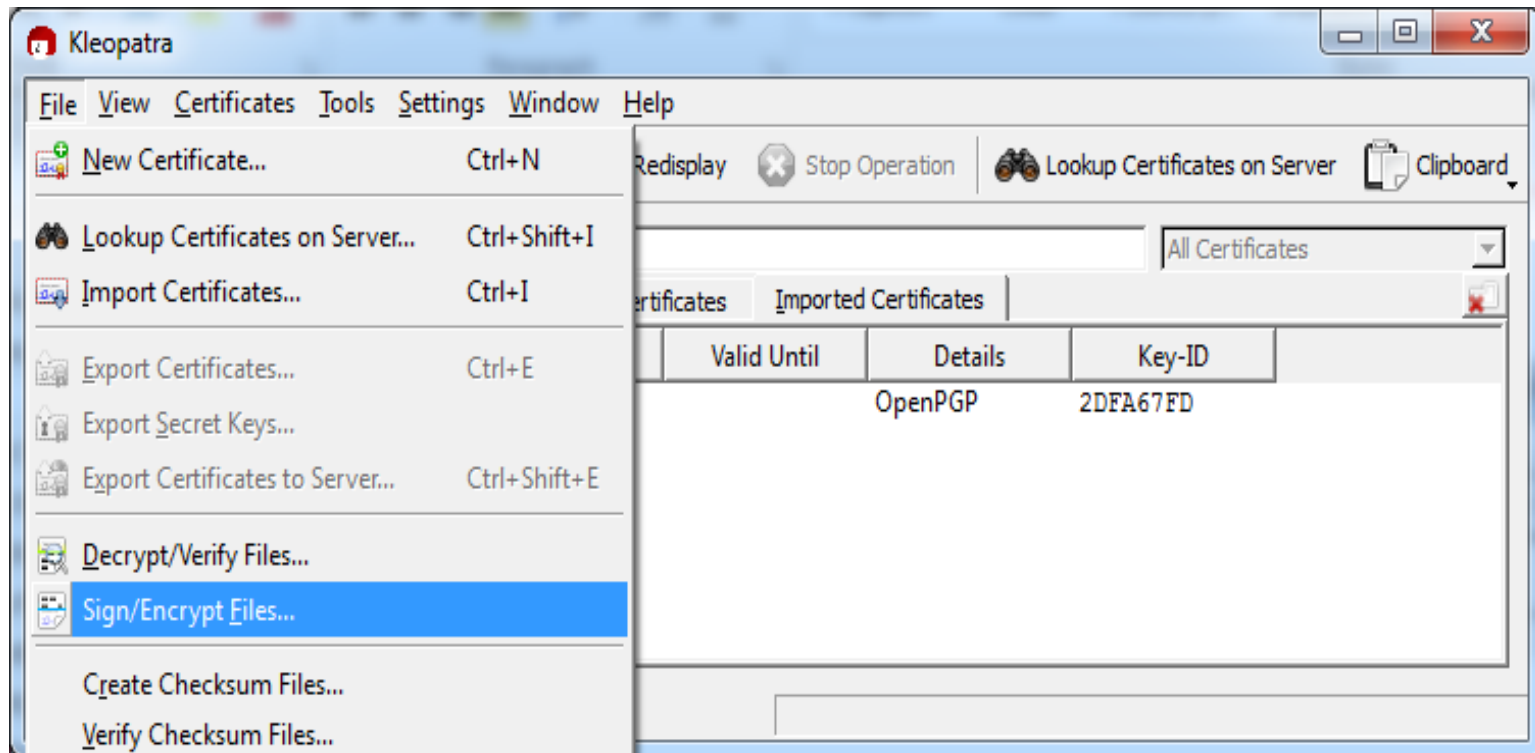 Kleopatra
File View Certificates Tools Settings Window Help
New Certificate... Ctrl+N Redisplay Stop Operation Lookup Certificates on Server Clipboard
Lookup Certificates on Server... Ctrl+Shift+I All Certificates
Import Certificates... Ctrl+I Imported Certificates
Valid Until Details Key-ID
Export Certificates... Ctrl+E
OpenPGP 2DFA67FD
Export Secret Keys...
Export Certificates to Server... Ctrl+Shift+E
Decrypt/Verify Files...
Sign/Encrypt Files...
Create Checksum Files...
Verify Checksum Files...